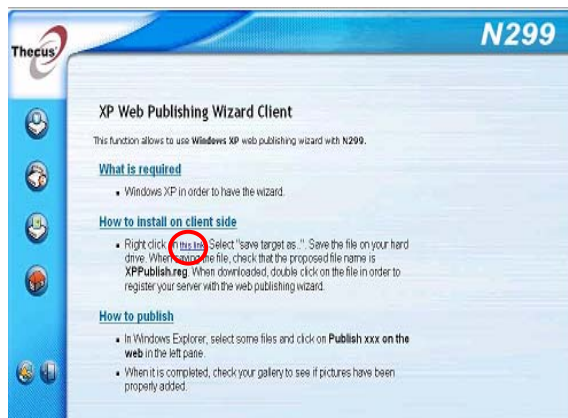 Thecus
N299
XP Web Publishing Wizard Client
This function allows to use Windows XP web publishing wizard with N299.
What is required
• Windows XP in order to have the wizard.
How to install on client side
• Right click on this link. Select "save target as..". Save the file on your hard
drive. When saving the file, check that the proposed file name is
XPPublish.reg. When downloaded, double click on the file in order to
register your server with the web publishing wizard.
How to publish
• In Windows Explorer, select some files and click on Publish xxx on the
web in the left pane.
• When it is completed, check your gallery to see if pictures have been
properly added.